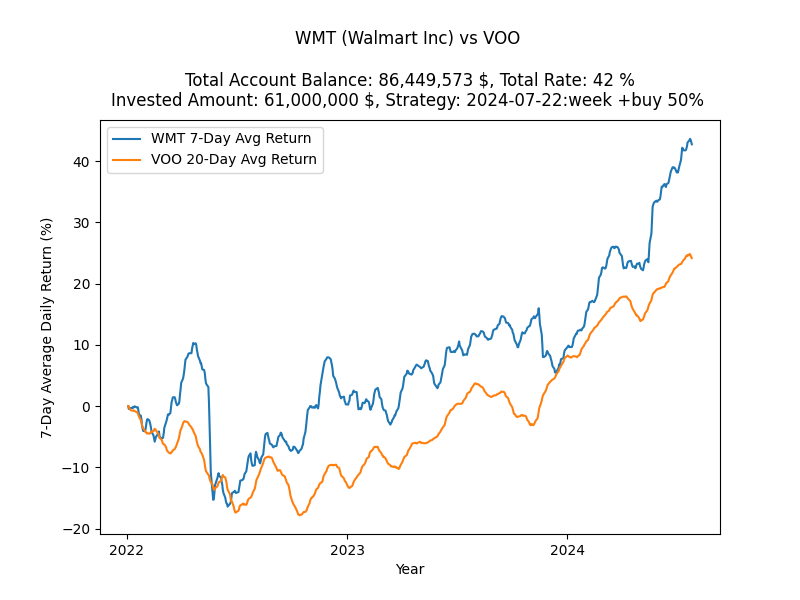 WMT (Walmart Inc) vs VOO
Total Account Balance: 86,449,573 $, Total Rate: 42 %
Invested Amount: 61,000,000 $, Strategy: 2024-07-22:week +buy 50%
WMT 7-Day Avg Return
VOO 20-Day Avg Return
7-Day Average Daily Return (%)
40
30
20
10
0
−10
−20
2022
2023
2024
Year